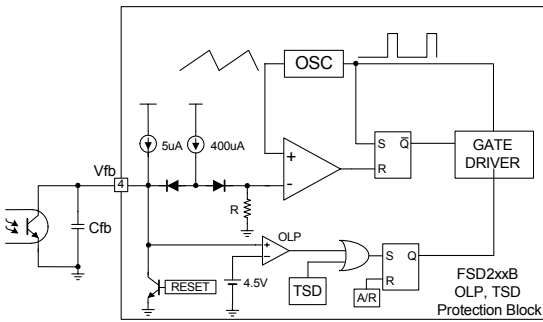 OSC
5uA
400uA
Vfb
4
+
-
S
Q
R
GATE
DRIVER
R
Cfb
OLP
+
-
RESET
4.5V
TSD
S
Q
R
A/R
FSD2xxB
OLP, TSD
Protection Block